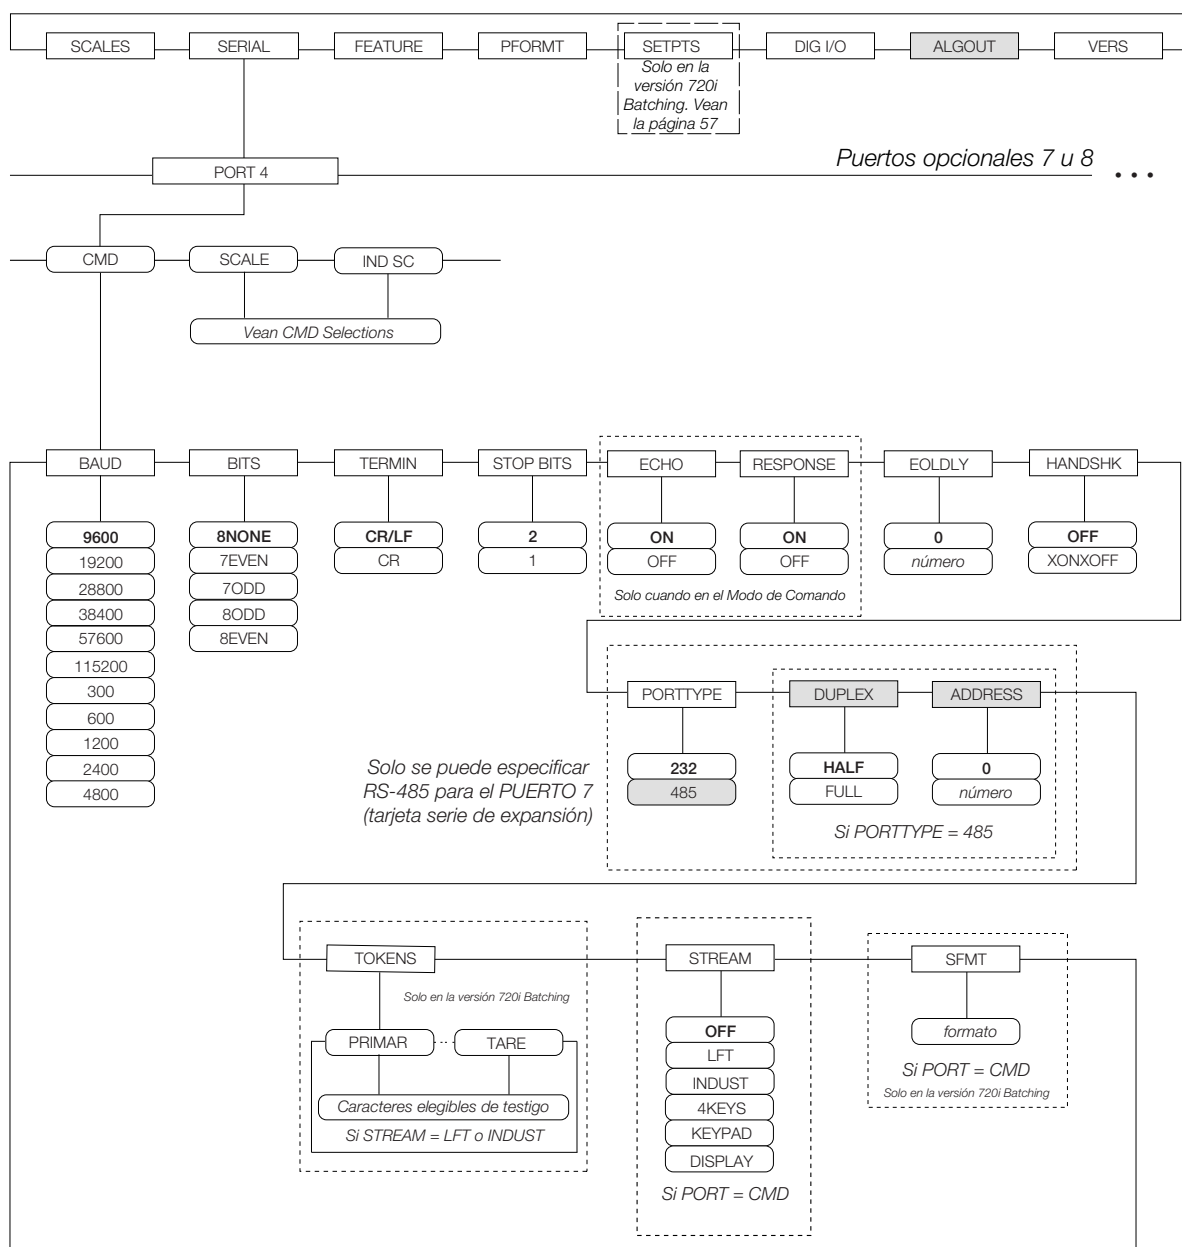 SCALES SERIAL FEATURE PFORMT SETPTS DIG I/O ALGOUT VERS
Solo en la
versión 720i
Batching. Vean
la página 57
Puertos opcionales 7 u 8 • • •
PORT 4
CMD SCALE IND SC
Vean CMD Selections
BAUD BITS TERMIN STOP BITS ECHO RESPONSE EOLDLY HANDSHK
9600 8NONE CR/LF 2 ON ON 0 OFF
19200 7EVEN CR 1 OFF OFF número XONXOFF
28800 7ODD
Solo cuando en el Modo de Comando
38400 8ODD
57600 8EVEN
115200
300
600
1200
2400
4800
PORTTYPE DUPLEX ADDRESS
232 HALF 0
485 FULL número
Solo se puede especificar
RS-485 para el PUERTO 7
(tarjeta serie de expansión)
Si PORTTYPE = 485
TOKENS STREAM SFMT
Solo en la versión 720i Batching
PRIMAR ... TARE
Caracteres elegibles de testigo
Si STREAM = LFT o INDUST
OFF
LFT
INDUST
4KEYS
KEYPAD
DISPLAY
Si PORT = CMD
formato
Si PORT = CMD
Solo en la versión 720i Batching